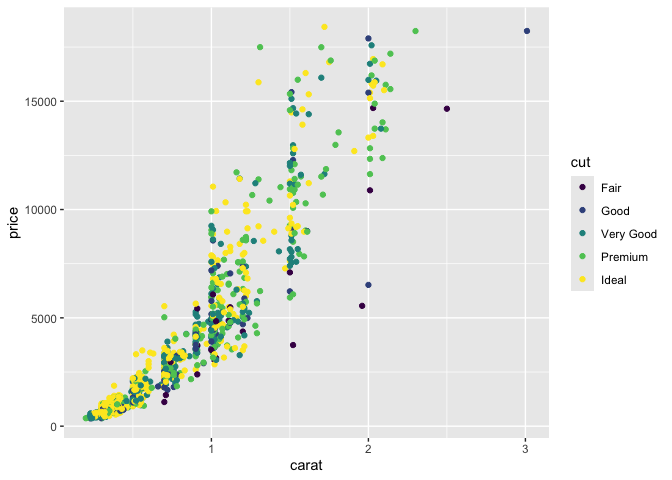 15000
10000
5000
0
price
1
2
3
carat
cut
Fair
Good
Very Good
Premium
Ideal